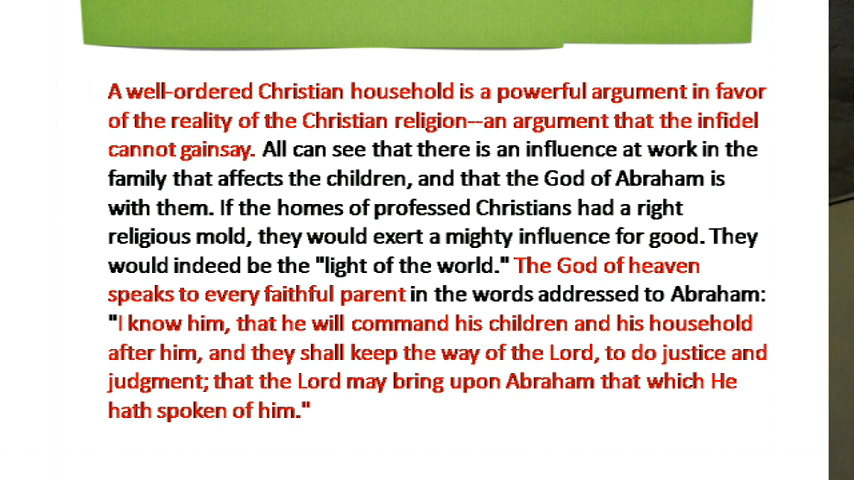 A well-ordered Christian household is a powerful argument in favor
of the reality of the Christian religion--an argument that the infidel
cannot gainsay. All can see that there is an influence at work in the
family that affects the children, and that the God of Abraham is
with them. If the homes of professed Christians had a right
religious mold, they would exert a mighty influence for good. They
would indeed be the "light of the world." The God of heaven
speaks to every faithful parent in the words addressed to Abraham:
"I know him, that he will command his children and his household
after him, and they shall keep the way of the Lord, to do justice and
judgment; that the Lord may bring upon Abraham that which He
hath spoken of him."